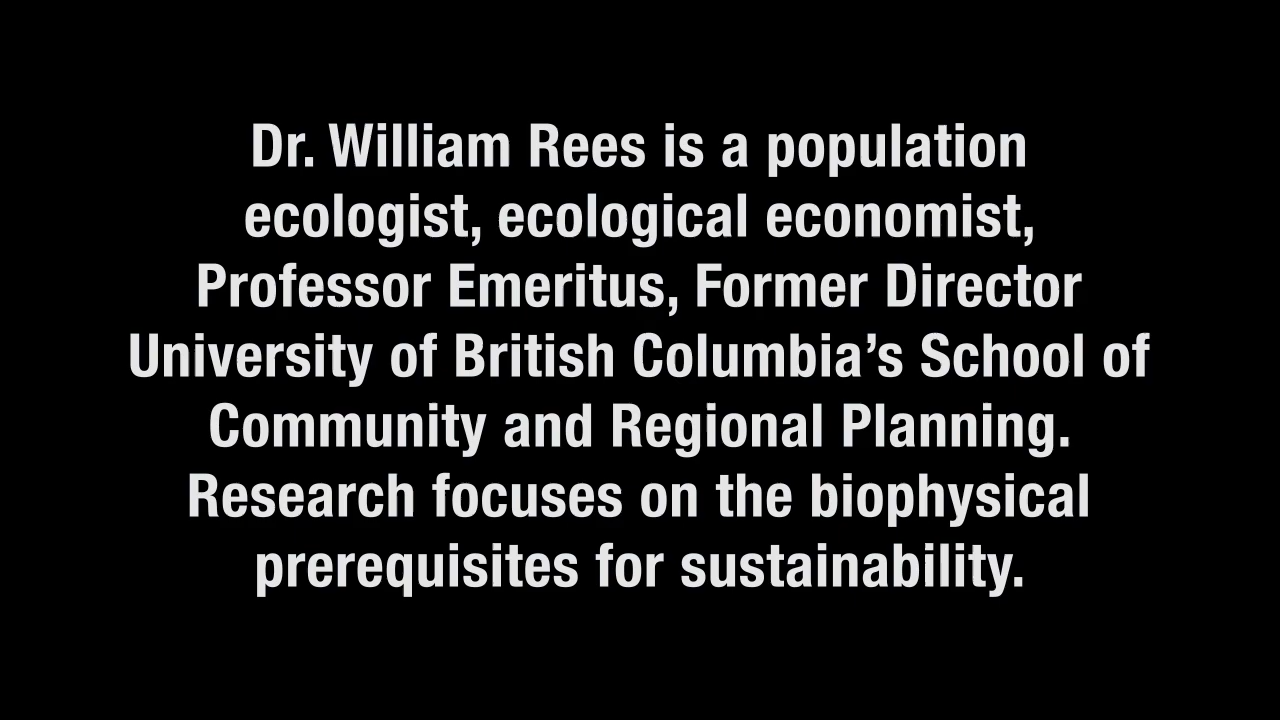 Dr. William Rees is a population
ecologist, ecological economist,
Professor Emeritus, Former Director
University of British Columbia’s School of
Community and Regional Planning.
Research focuses on the biophysical
prerequisites for sustainability.